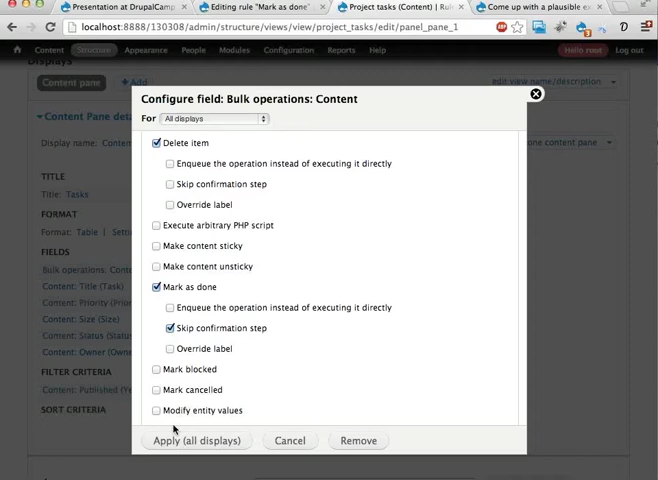 Presentation at DrupalCamp
Editing rule "Mark as done"
Project tasks (Content) | Ru
Come up with a plausible ex
localhost:8888/130308/admin/structure/views/view/project_tasks/edit/panel_pane_1
Content Structure Appearance People Modules Configuration Reports Help Hello root Log out
Displays
Content pane + Add edit view name/description
Configure field: Bulk operations: Content
For All displays
Content Pane deta
Display name: Conten
one content pane
TITLE
Title: Tasks
FORMAT
Format: Table | Sett
FIELDS
Bulk operations: Conte
Content: Title (Task)
Content: Priority (Prior
Content: Size (Size)
Content: Status (Statu
Content: Owner (Owne
FILTER CRITERIA
Content: Published (Ye
SORT CRITERIA
Delete item
Enqueue the operation instead of executing it directly
Skip confirmation step
Override label
Execute arbitrary PHP script
Make content sticky
Make content unsticky
Mark as done
Enqueue the operation instead of executing it directly
Skip confirmation step
Override label
Mark blocked
Mark cancelled
Modify entity values
Apply (all displays) Cancel Remove